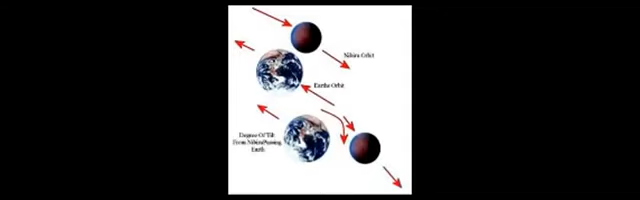 Nibiru Orbit
Earths Orbit
Degree Of Tilt
From Nibiru Passing
Earth